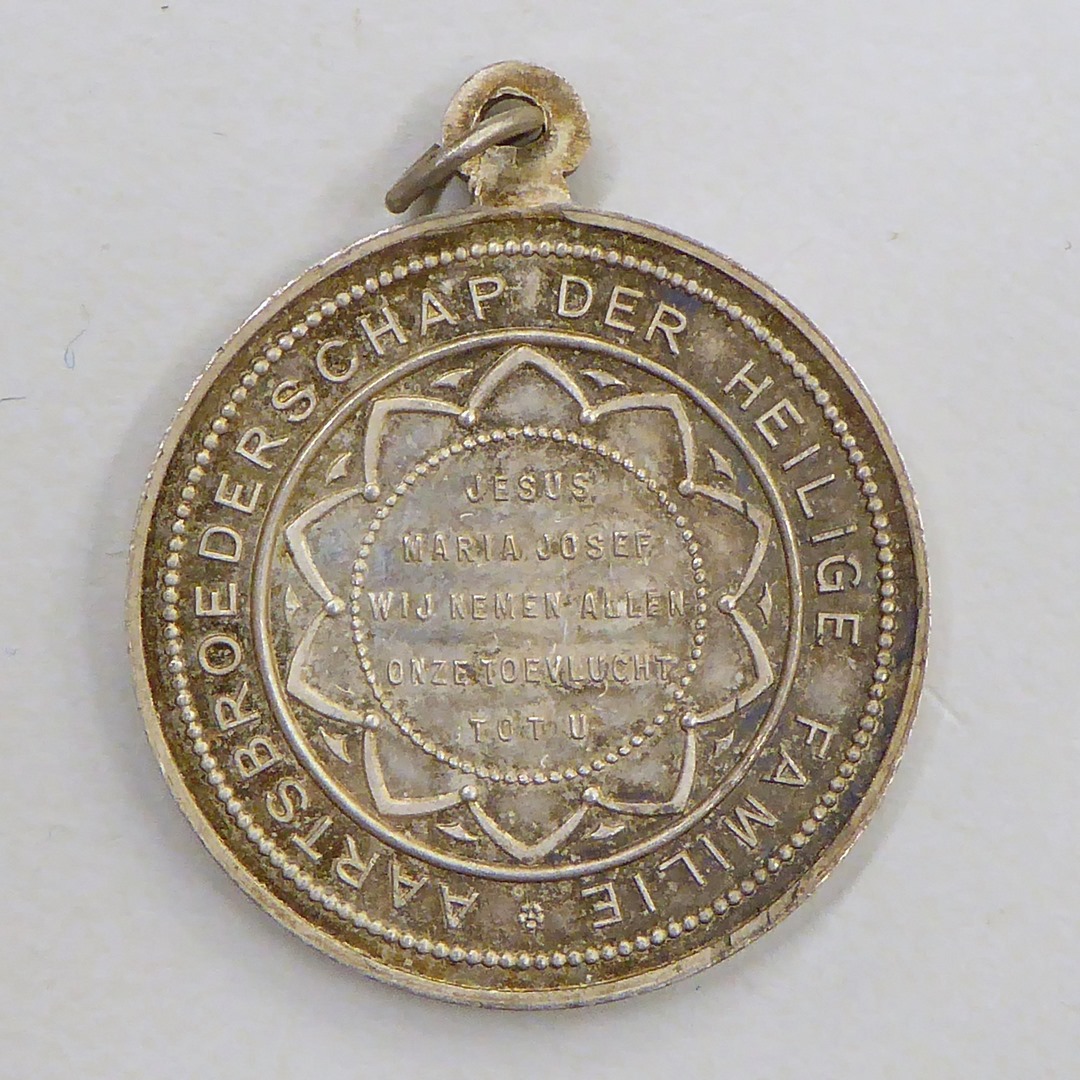 AARTSBROEDERSCHAP DER HEILIGE FAMILIE
JESUS
MARIA JOSEF
WIJ NEMEN ALLEN
ONZE TOEVLUCHT
TOT U